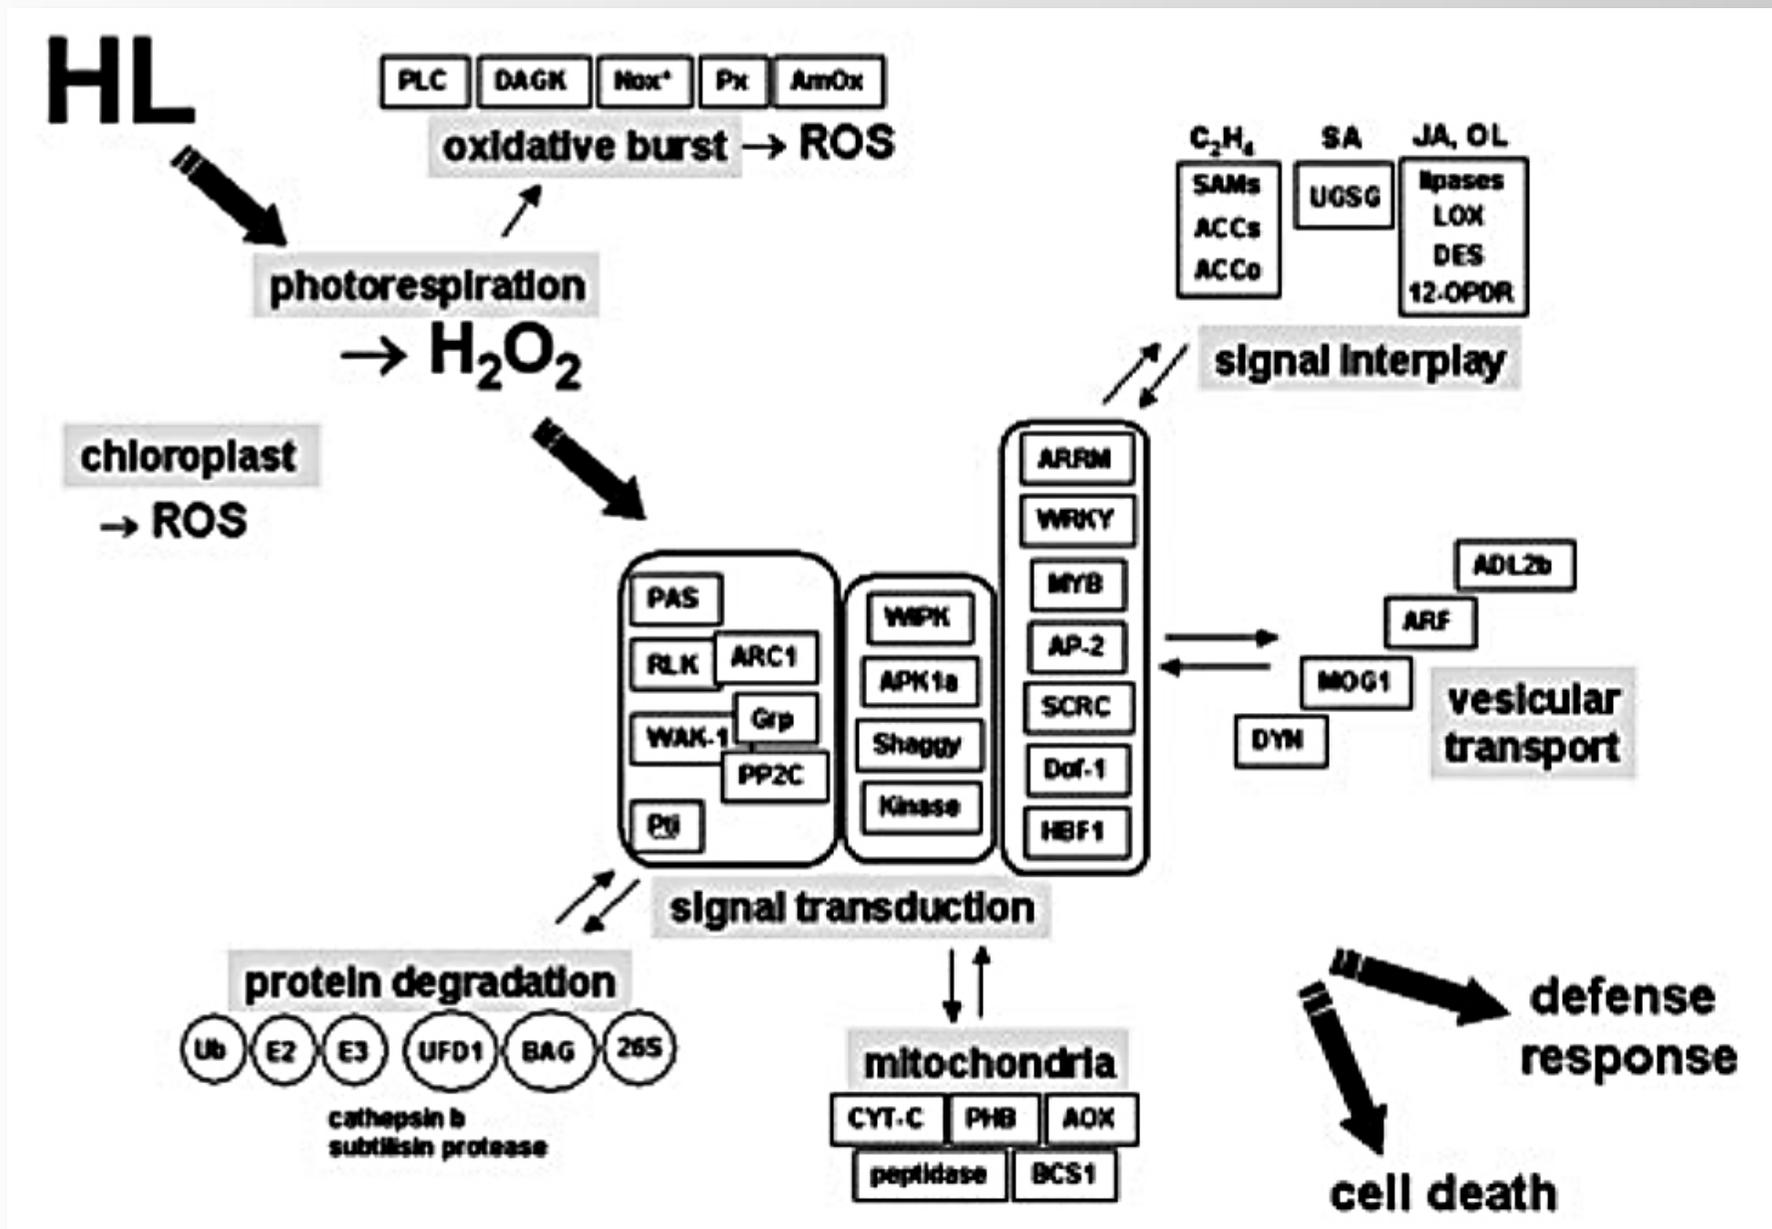 HL
PLC DAGK Nox* Px AmOx
oxidative burst → ROS
photorespiration
→ H₂O₂
chloroplast
→ ROS
C₂H₄ SA JA, OL
SAMs
ACCs
ACCo
UGSG
lipases
LOX
DES
12-OPDR
signal interplay
PAS
RLK ARC1
WAK-1 Grp
PP2C
Pti
WIPK
APK1a
Shaggy
Kinase
ARRM
WRKY
MYB
AP-2
SCRC
Dof-1
HBF1
ADL2b
ARF
MOG1
DYN
vesicular
transport
signal transduction
protein degradation
Ub E2 E3 UFD1 BAG 26S
cathepsin b
subtilisin protease
mitochondria
CYT-C PHB AOX
peptidase BCS1
defense
response
cell death